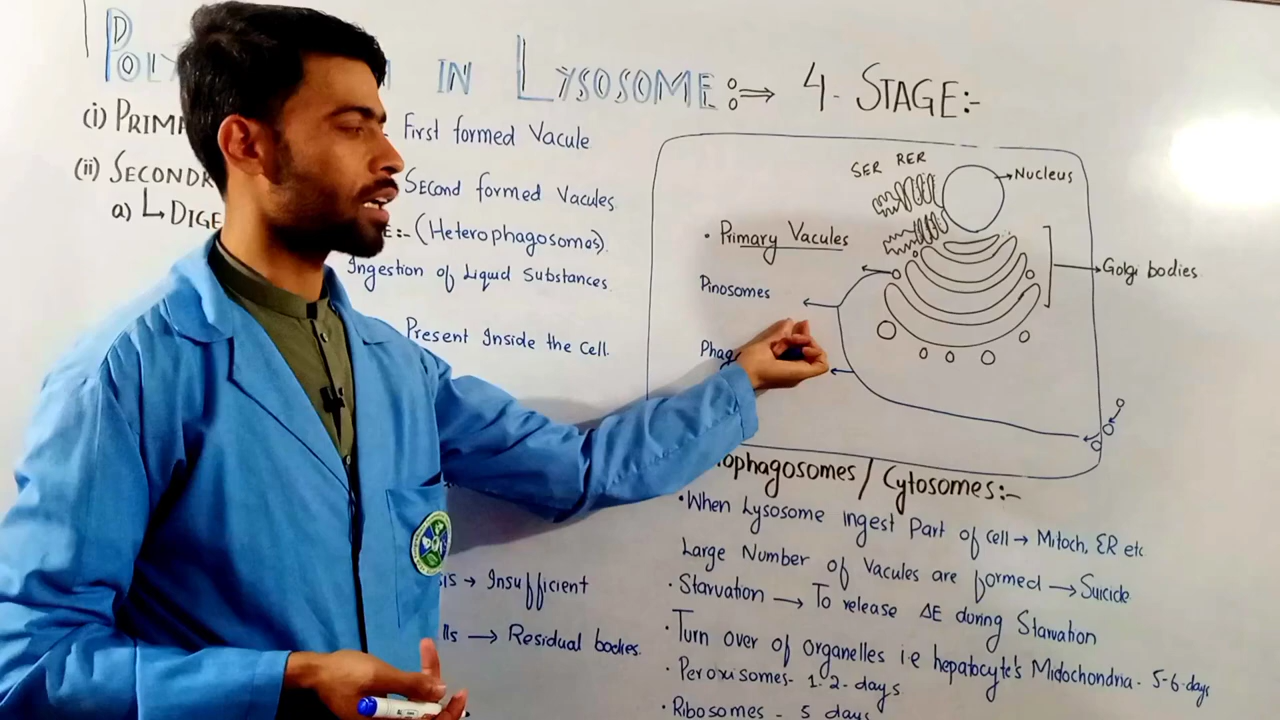 IN LYSOSOME:⇒ 4-STAGE:-
(i) PRIM
First formed Vacule
(ii) SECONDR
Second formed Vacules
a) ↳ DIGE
:- (Heterophagosomes).
Ingestion of Liquid Substances
Present Inside the Cell.
→ Insufficient
→ Residual bodies.
SER RER
Nucleus
• Primary Vacules
Golgi bodies
Pinosomes
Phag
ophagosomes / Cytosomes:-
• When Lysosome ingest Part of cell → Mitoch, ER etc
Large Number of Vacules are formed → Suicide
• Starvation → To release ΔE during Starvation
• Turn over of organelles i.e hepatocyte's Midochondria - 5-6-days
• Peroxisomes - 1-2-days
• Ribosomes - 5 days